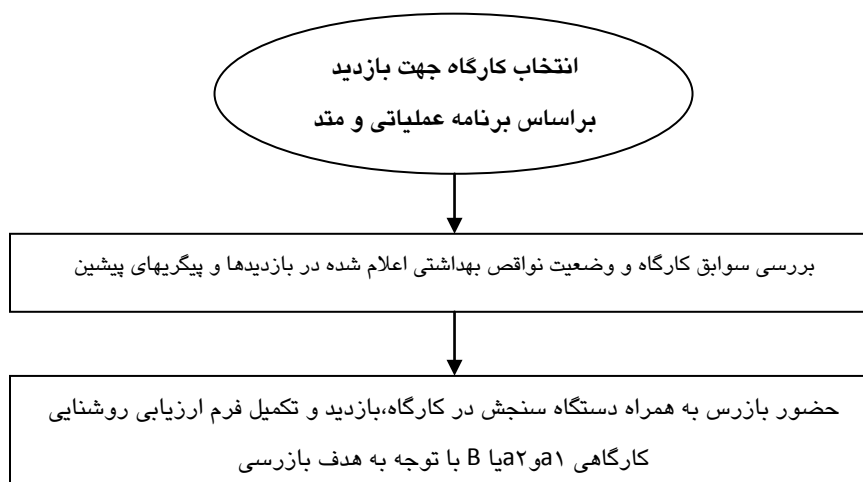 انتخاب کارگاه جهت بازدید
براساس برنامه عملیاتی و متد
بررسی سوابق کارگاه و وضعیت نواقص بهداشتی اعلام شده در بازدیدها و پیگریهای پیشین
حضور بازرس به همراه دستگاه سنجش در کارگاه،بازدید و تکمیل فرم ارزیابی روشنایی
کارگاهی a۱وa۲یا B با توجه به هدف بازرسی